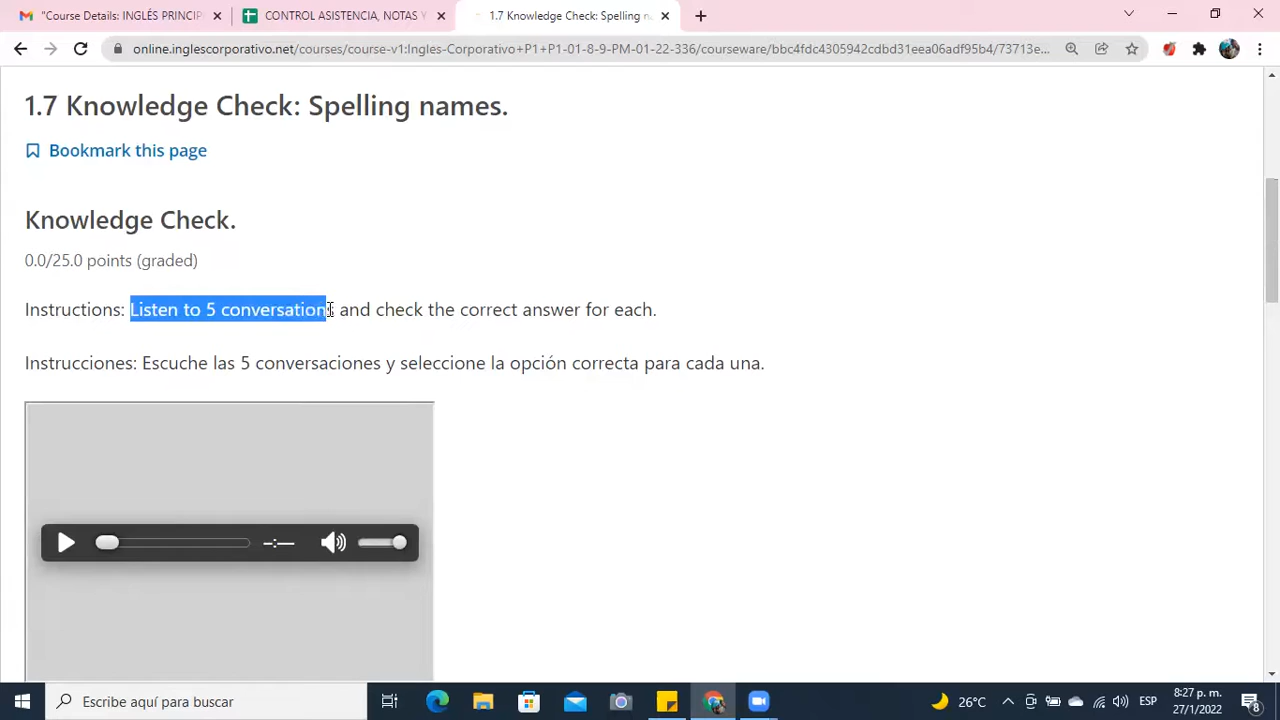 "Course Details: INGLÉS PRINCIPI
CONTROL ASISTENCIA, NOTAS Y
1.7 Knowledge Check: Spelling n
online.inglescorporativo.net/courses/course-v1:Ingles-Corporativo+P1+P1-01-8-9-PM-01-22-336/courseware/bbc4fdc4305942cdbd31eea06adf95b4/73713e...
1.7 Knowledge Check: Spelling names.
Bookmark this page
Knowledge Check.
0.0/25.0 points (graded)
Instructions: Listen to 5 conversations and check the correct answer for each.
Instrucciones: Escuche las 5 conversaciones y seleccione la opción correcta para cada una.
-:--
Escribe aquí para buscar
26°C
ESP
8:27 p. m.
27/1/2022
8